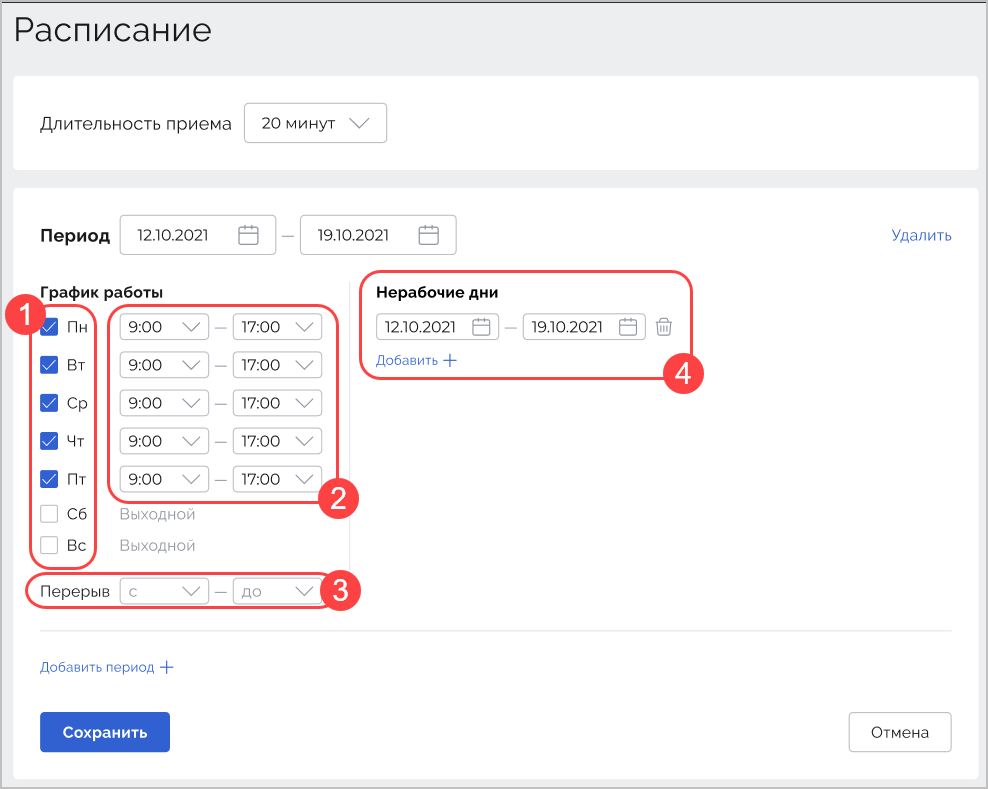 Расписание
Длительность приема 20 минут
Период 12.10.2021 — 19.10.2021 Удалить
График работы Нерабочие дни
1 Пн 9:00 — 17:00 12.10.2021 — 19.10.2021
Вт 9:00 — 17:00 Добавить +
4
Ср 9:00 — 17:00
Чт 9:00 — 17:00
Пт 9:00 — 17:00
2
Сб Выходной
Вс Выходной
Перерыв с — до 3
Добавить период +
Сохранить Отмена